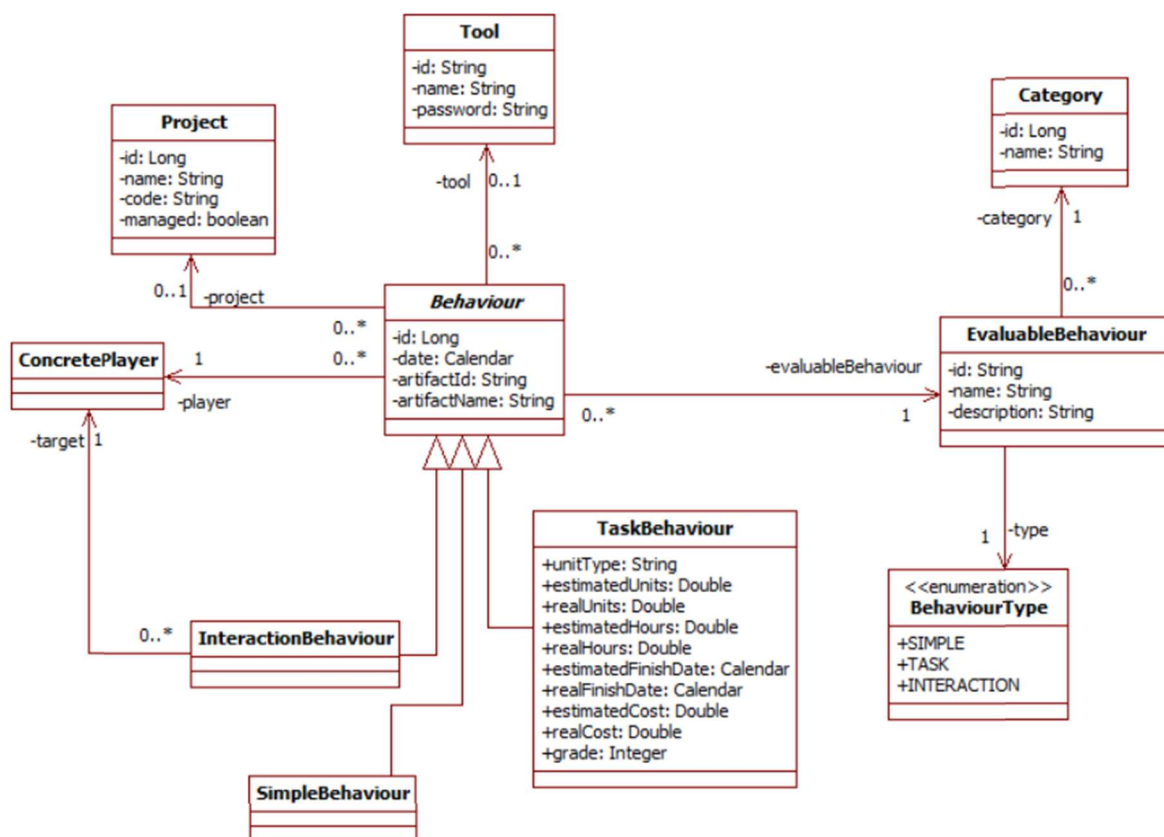 Tool
-id: String
-name: String
-password: String
Category
-id: Long
-name: String
Project
-id: Long
-name: String
-code: String
-managed: boolean
-tool
0..1
-category
1
0..*
0..*
0..1
-project
0..*
Behaviour
-id: Long
-date: Calendar
-artifactId: String
-artifactName: String
EvaluableBehaviour
-id: String
-name: String
-description: String
ConcretePlayer
1
0..*
-player
-evaluableBehaviour
0..*
1
-target
1
TaskBehaviour
+unitType: String
+estimatedUnits: Double
+realUnits: Double
+estimatedHours: Double
+realHours: Double
+estimatedFinishDate: Calendar
+realFinishDate: Calendar
+estimatedCost: Double
+realCost: Double
+grade: Integer
1
-type
<<enumeration>>
BehaviourType
+SIMPLE
+TASK
+INTERACTION
0..*
InteractionBehaviour
SimpleBehaviour